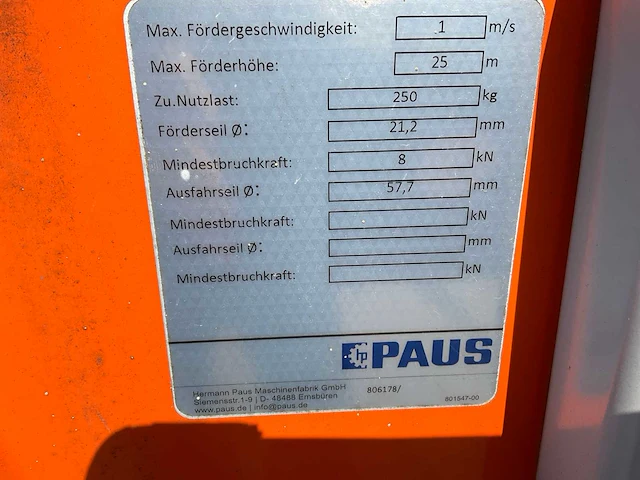 Max. Fördergeschwindigkeit: 1 m/s
Max. Förderhöhe: 25 m
Zu.Nutzlast: 250 kg
Förderseil Ø: 21,2 mm
Mindestbruchkraft: 8 kN
Ausfahrseil Ø: 57,7 mm
Mindestbruchkraft: kN
Ausfahrseil Ø: mm
Mindestbruchkraft: kN
hp PAUS
Hermann Paus Maschinenfabrik GmbH 806178/
Siemensstr.1-9 | D- 48488 Emsbüren 801547-00
www.paus.de | info@paus.de